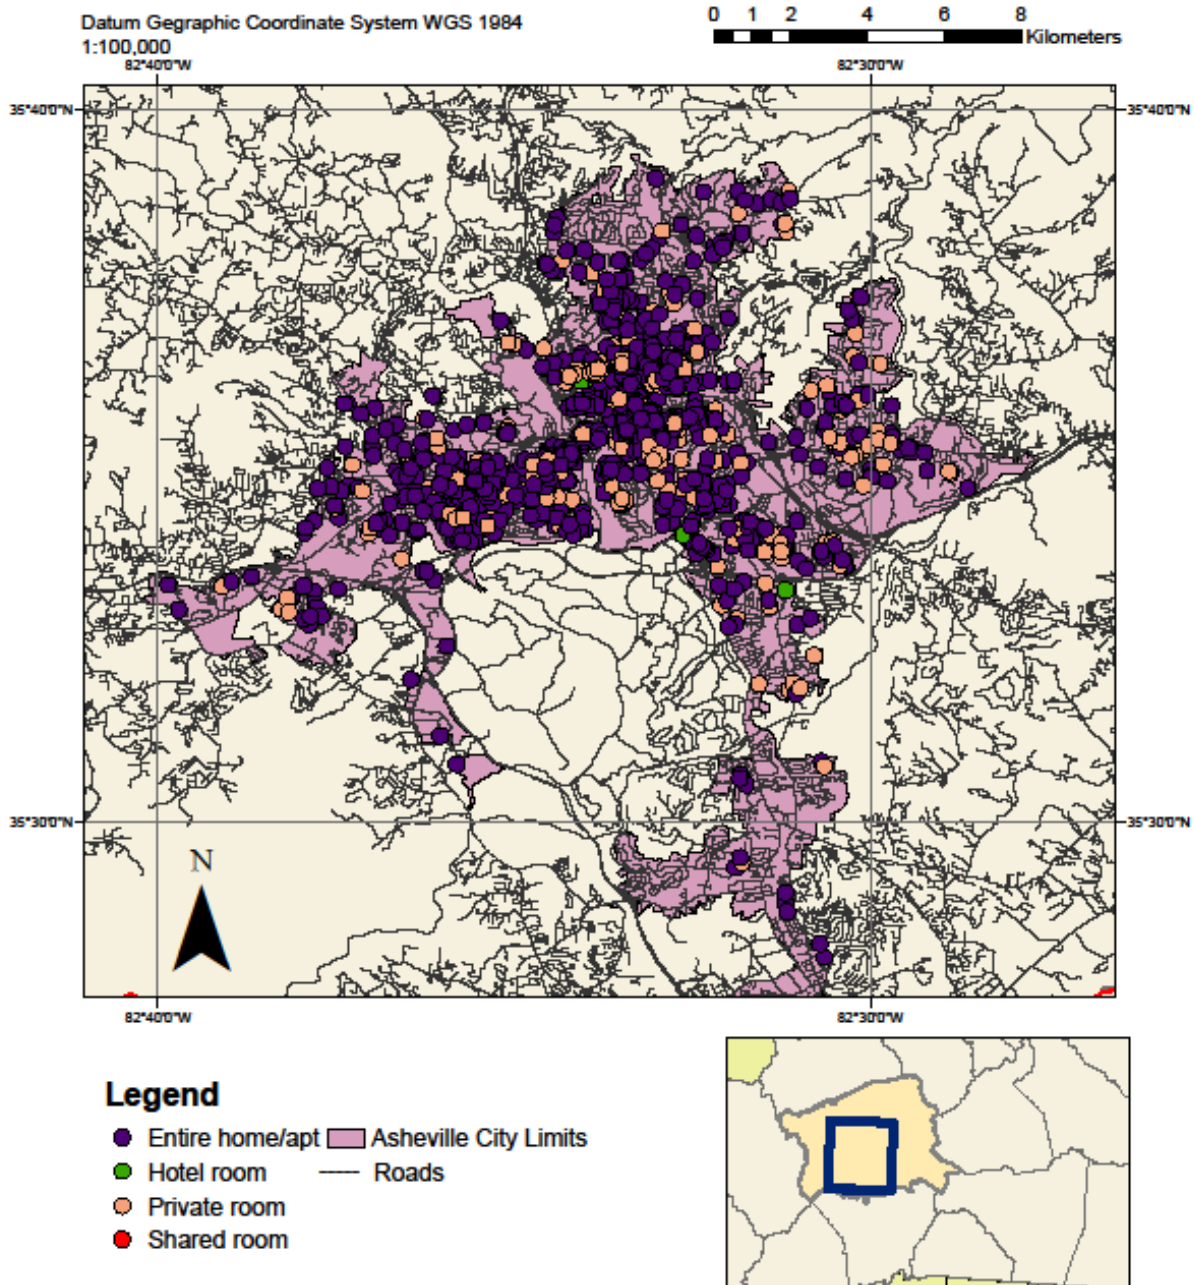 Datum Gegraphic Coordinate System WGS 1984
1:100,000
0 1 2 4 6 8
Kilometers
82°40'0"W 82°30'0"W
35°40'0"N 35°40'0"N
35°30'0"N 35°30'0"N
N
82°40'0"W 82°30'0"W
Legend
Entire home/apt Asheville City Limits
Hotel room Roads
Private room
Shared room